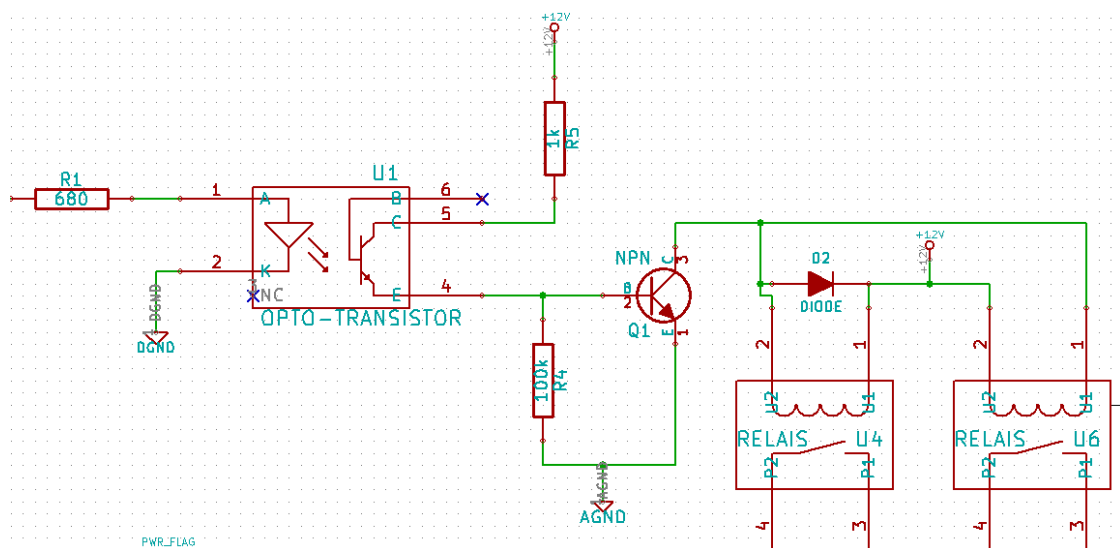 +12V
+12V
1k
R5
R1
680
1
2
U1
A
K
NC
B
C
E
6
5
4
OPTO-TRANSISTOR
DGND
DGND
NPN
C
3
B
2
E
1
Q1
100k
R4
AGND
AGND
+12V
+12V
D2
DIODE
2
1
2
1
U2
U1
U2
U1
RELAIS
U4
RELAIS
U6
P2
P1
P2
P1
4
3
4
3
PWR_FLAG